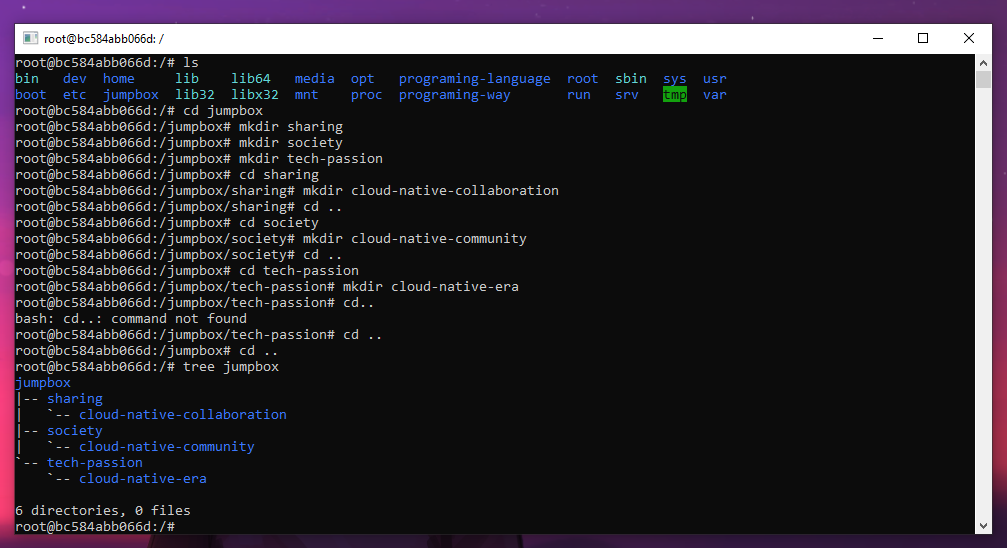 root@bc584abb066d: /
root@bc584abb066d:/# ls
bin   dev  home     lib    lib64   media  opt   programing-language  root  sbin  sys  usr
boot  etc  jumpbox  lib32  libx32  mnt    proc  programing-way       run   srv   tmp  var
root@bc584abb066d:/# cd jumpbox
root@bc584abb066d:/jumpbox# mkdir sharing
root@bc584abb066d:/jumpbox# mkdir society
root@bc584abb066d:/jumpbox# mkdir tech-passion
root@bc584abb066d:/jumpbox# cd sharing
root@bc584abb066d:/jumpbox/sharing# mkdir cloud-native-collaboration
root@bc584abb066d:/jumpbox/sharing# cd ..
root@bc584abb066d:/jumpbox# cd society
root@bc584abb066d:/jumpbox/society# mkdir cloud-native-community
root@bc584abb066d:/jumpbox/society# cd ..
root@bc584abb066d:/jumpbox# cd tech-passion
root@bc584abb066d:/jumpbox/tech-passion# mkdir cloud-native-era
root@bc584abb066d:/jumpbox/tech-passion# cd..
bash: cd..: command not found
root@bc584abb066d:/jumpbox/tech-passion# cd ..
root@bc584abb066d:/jumpbox# cd ..
root@bc584abb066d:/# tree jumpbox
jumpbox
|-- sharing
|   `-- cloud-native-collaboration
|-- society
|   `-- cloud-native-community
`-- tech-passion
    `-- cloud-native-era

6 directories, 0 files
root@bc584abb066d:/#